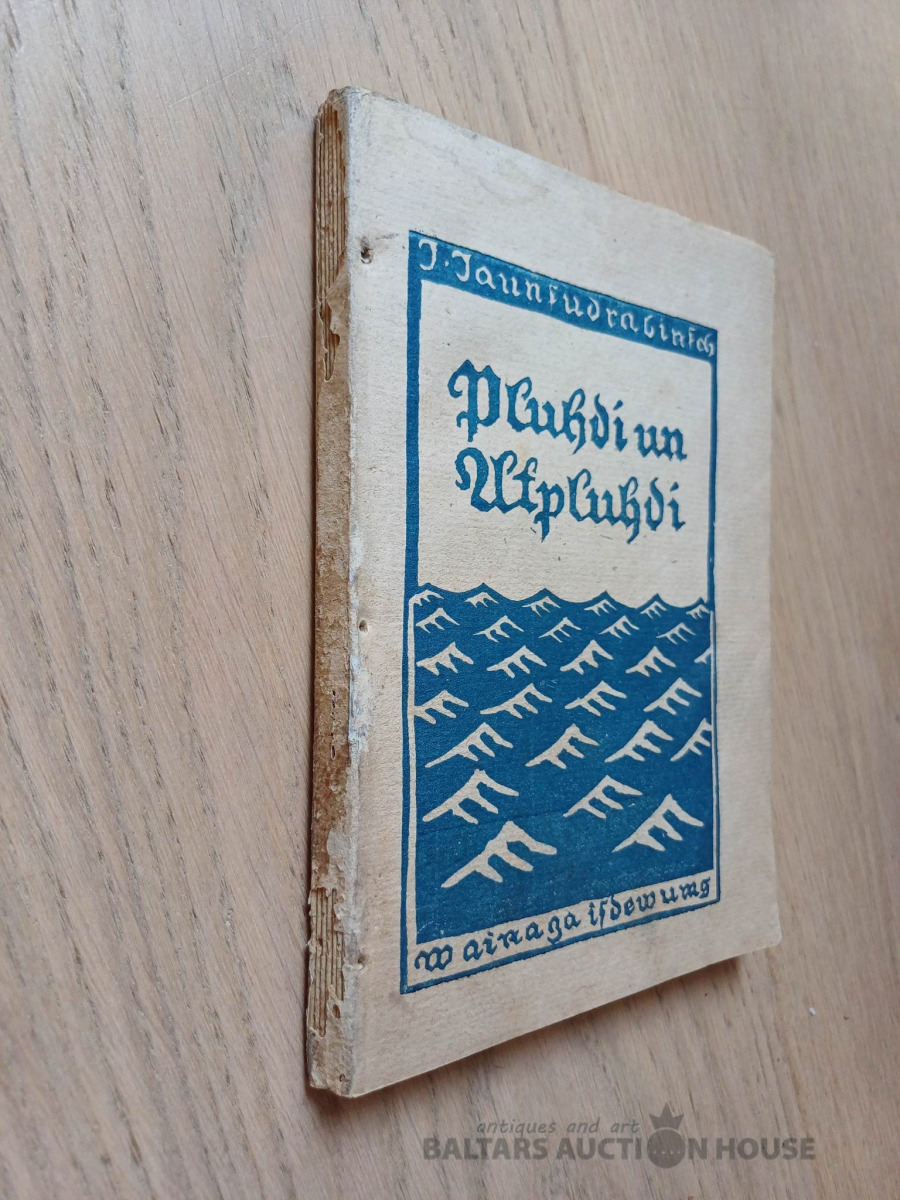 J. Jaunſudrabinſch
Pluhdi un
Atpluhdi
Wainaga iſdewums
antiques and art
BALTARS AUCTION HOUSE